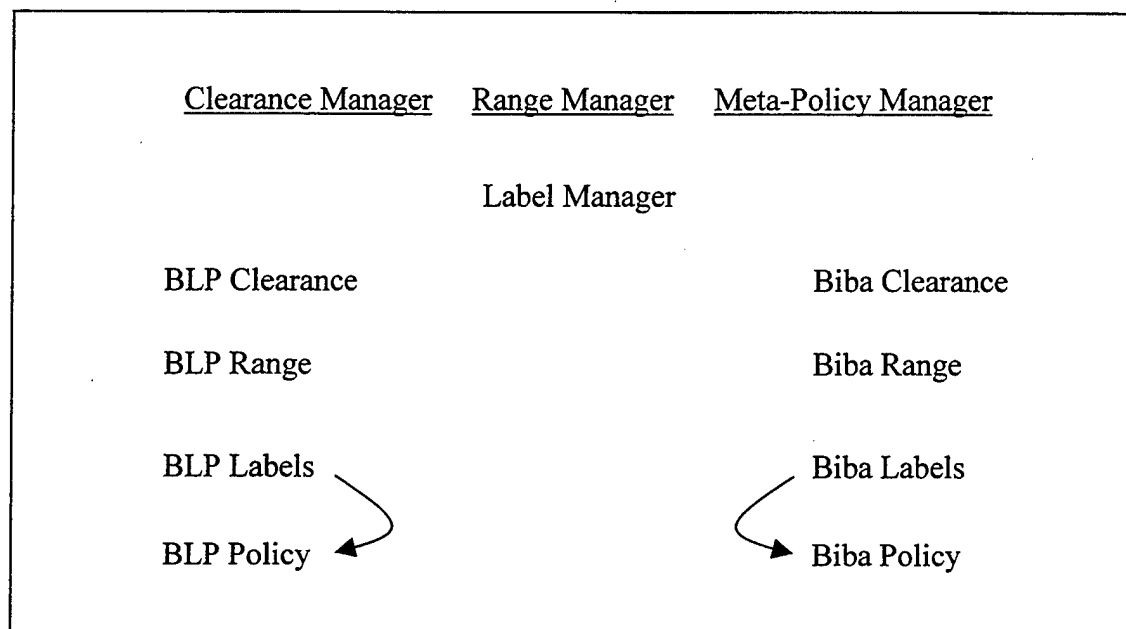 Clearance Manager Range Manager Meta-Policy Manager
Label Manager
BLP Clearance Biba Clearance
BLP Range Biba Range
BLP Labels Biba Labels
BLP Policy Biba Policy